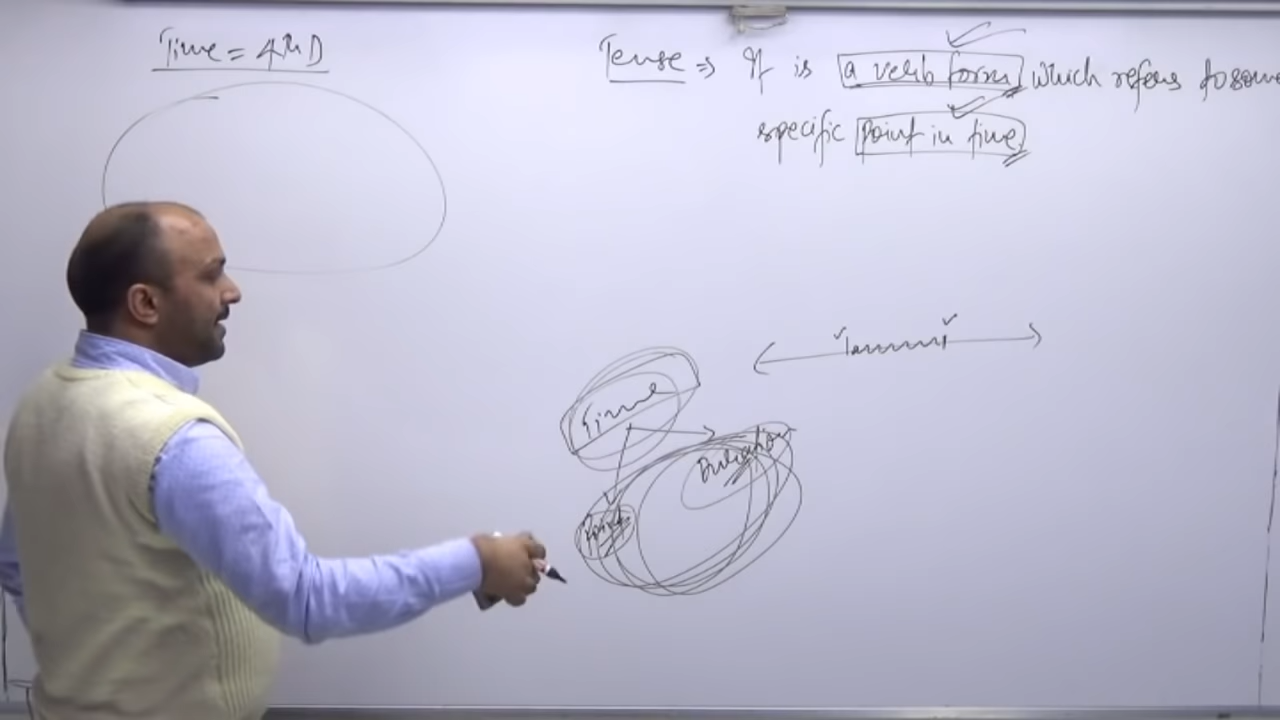 Time = 4th D
Tense ⇒ It is a verb form which refers to some
specific point in time
Time
Duration
Point